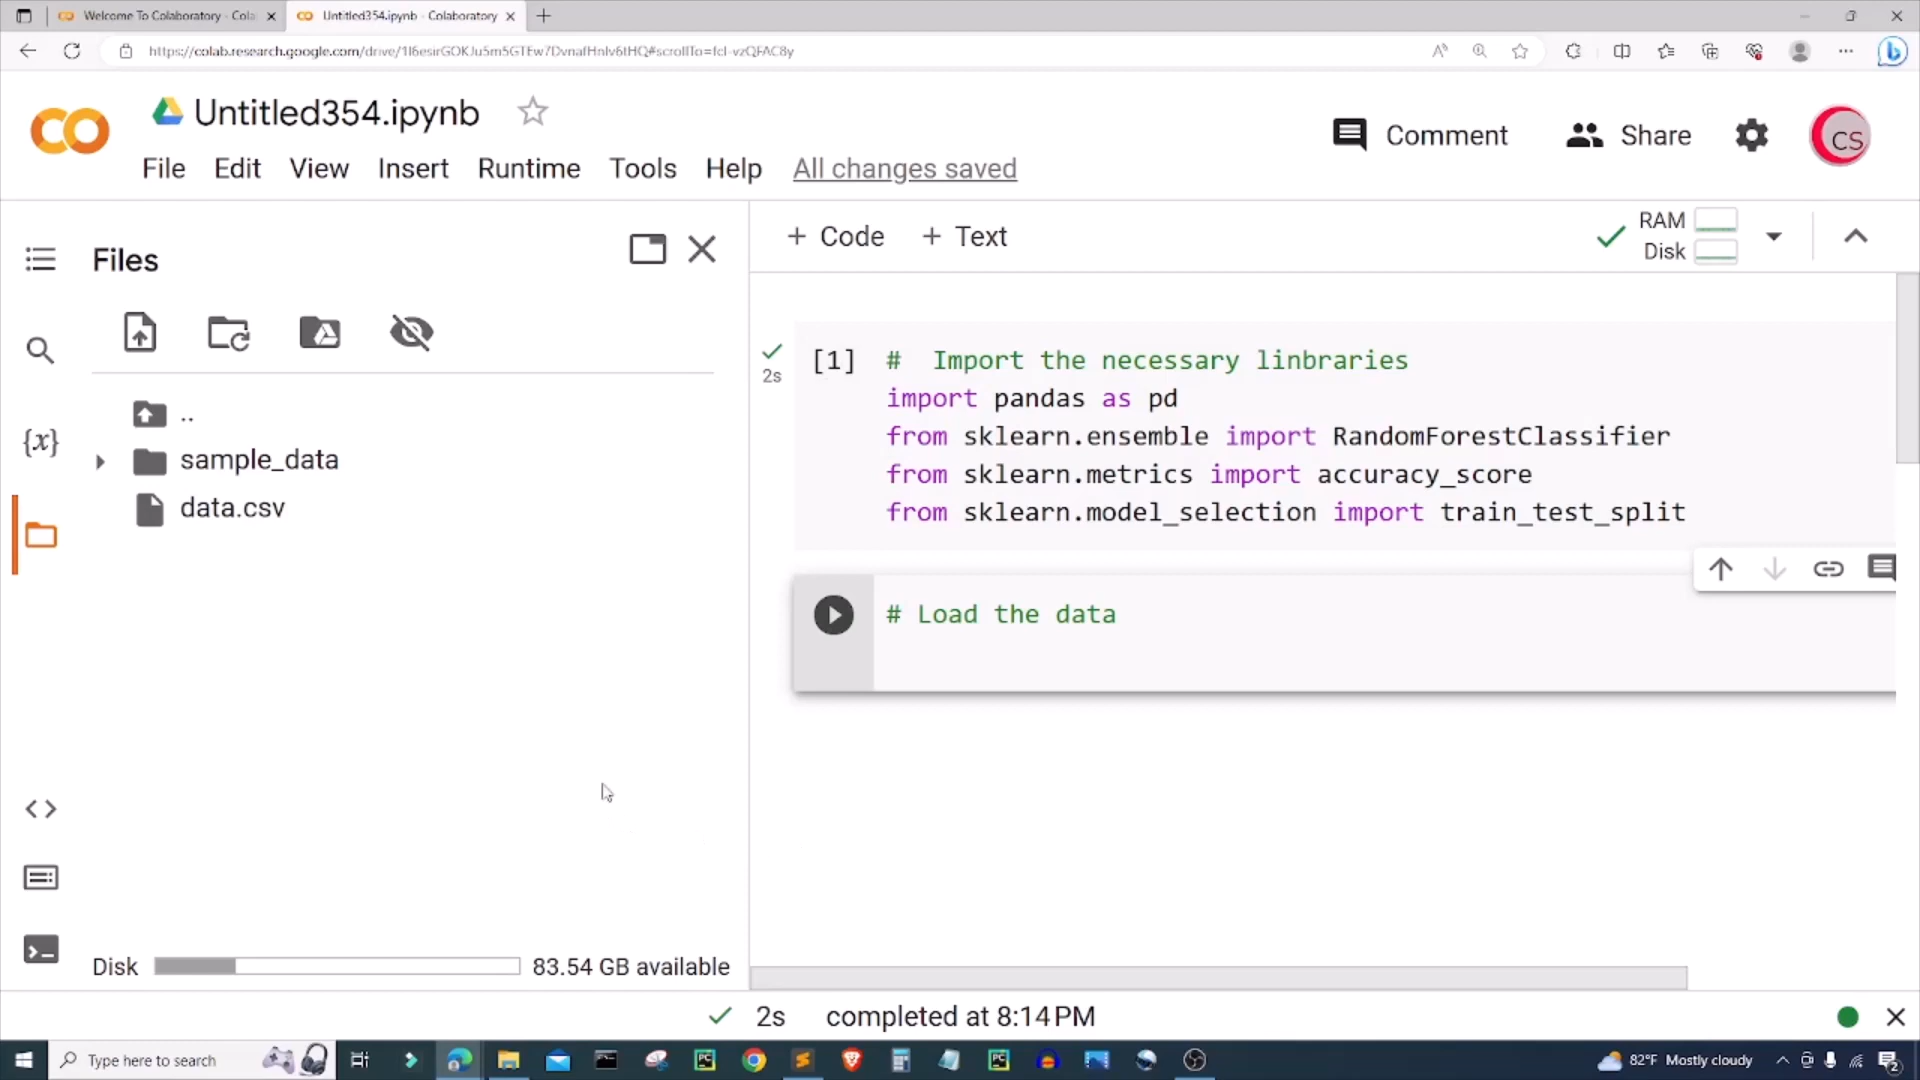 Welcome To Colaboratory - Cola
Untitled354.ipynb - Colaboratory
Untitled354.ipynb
Comment
Share
CS
File Edit View Insert Runtime Tools Help All changes saved
Files
+ Code + Text
RAM
Disk
..
sample_data
data.csv
{x}
2s
[1] # Import the necessary linbraries
import pandas as pd
from sklearn.ensemble import RandomForestClassifier
from sklearn.metrics import accuracy_score
from sklearn.model_selection import train_test_split
# Load the data
Disk 83.54 GB available
2s completed at 8:14 PM
Type here to search
82°F Mostly cloudy
2